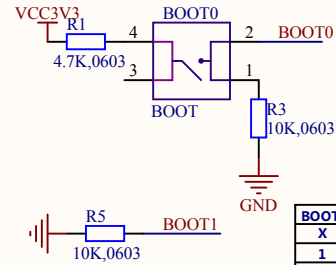 VCC3V3
R1
4.7K,0603
BOOT0
4
2
BOOT0
3
1
BOOT
R3
10K,0603
GND
R5
BOOT1
10K,0603
BOOT
X
1